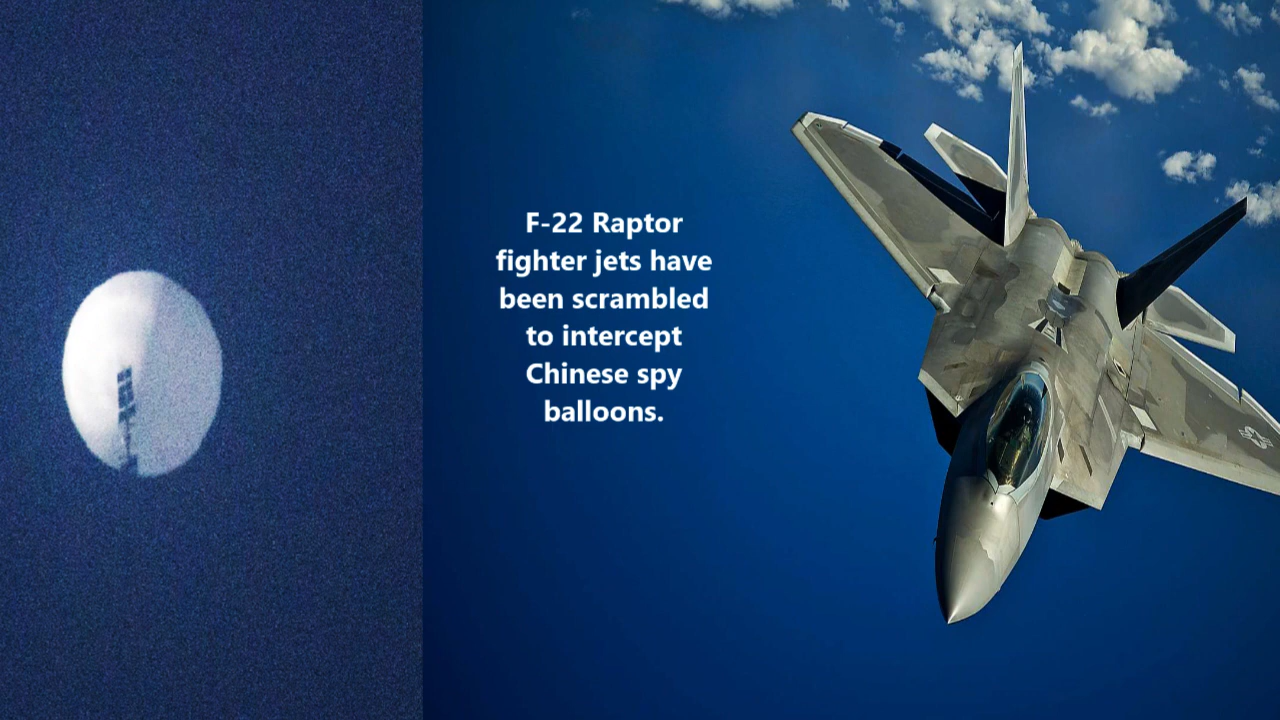 F-22 Raptor
fighter jets have
been scrambled
to intercept
Chinese spy
balloons.